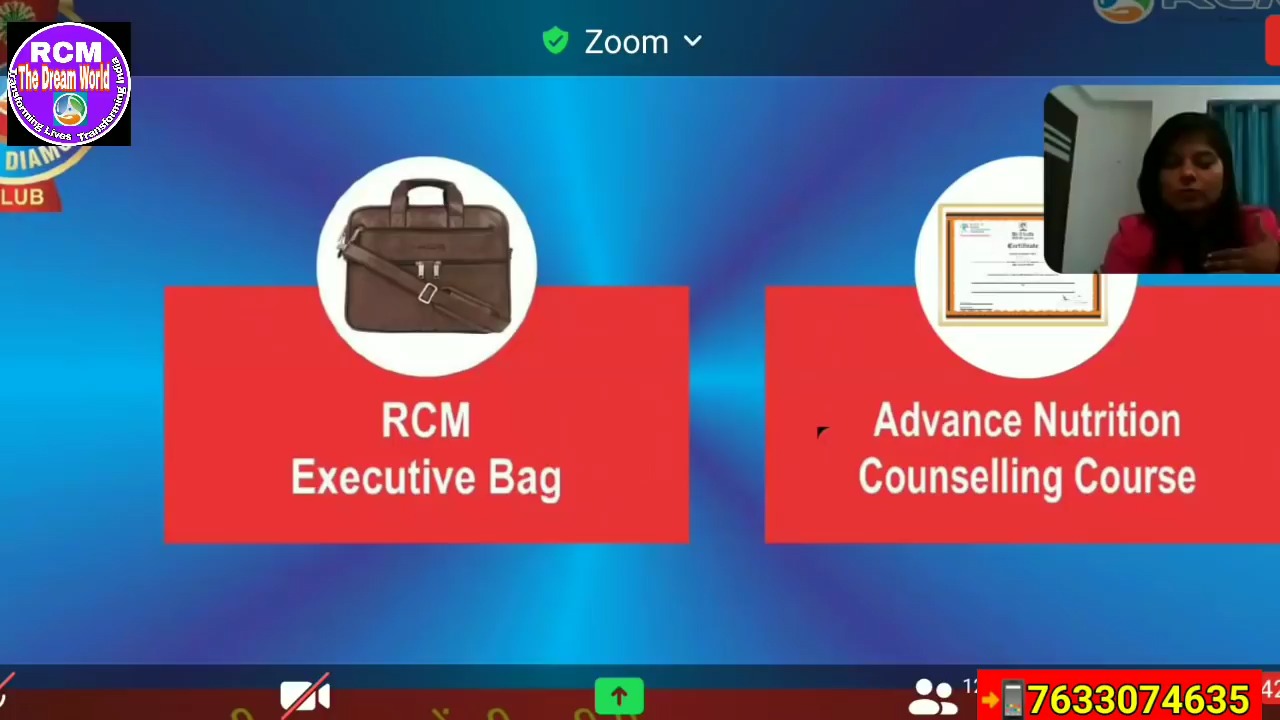 Zoom
RCM
The Dream World
Transforming Lives Transforming India
DIAM
LUB
Certificate
RCM
Executive Bag
Advance Nutrition
Counselling Course
7633074635